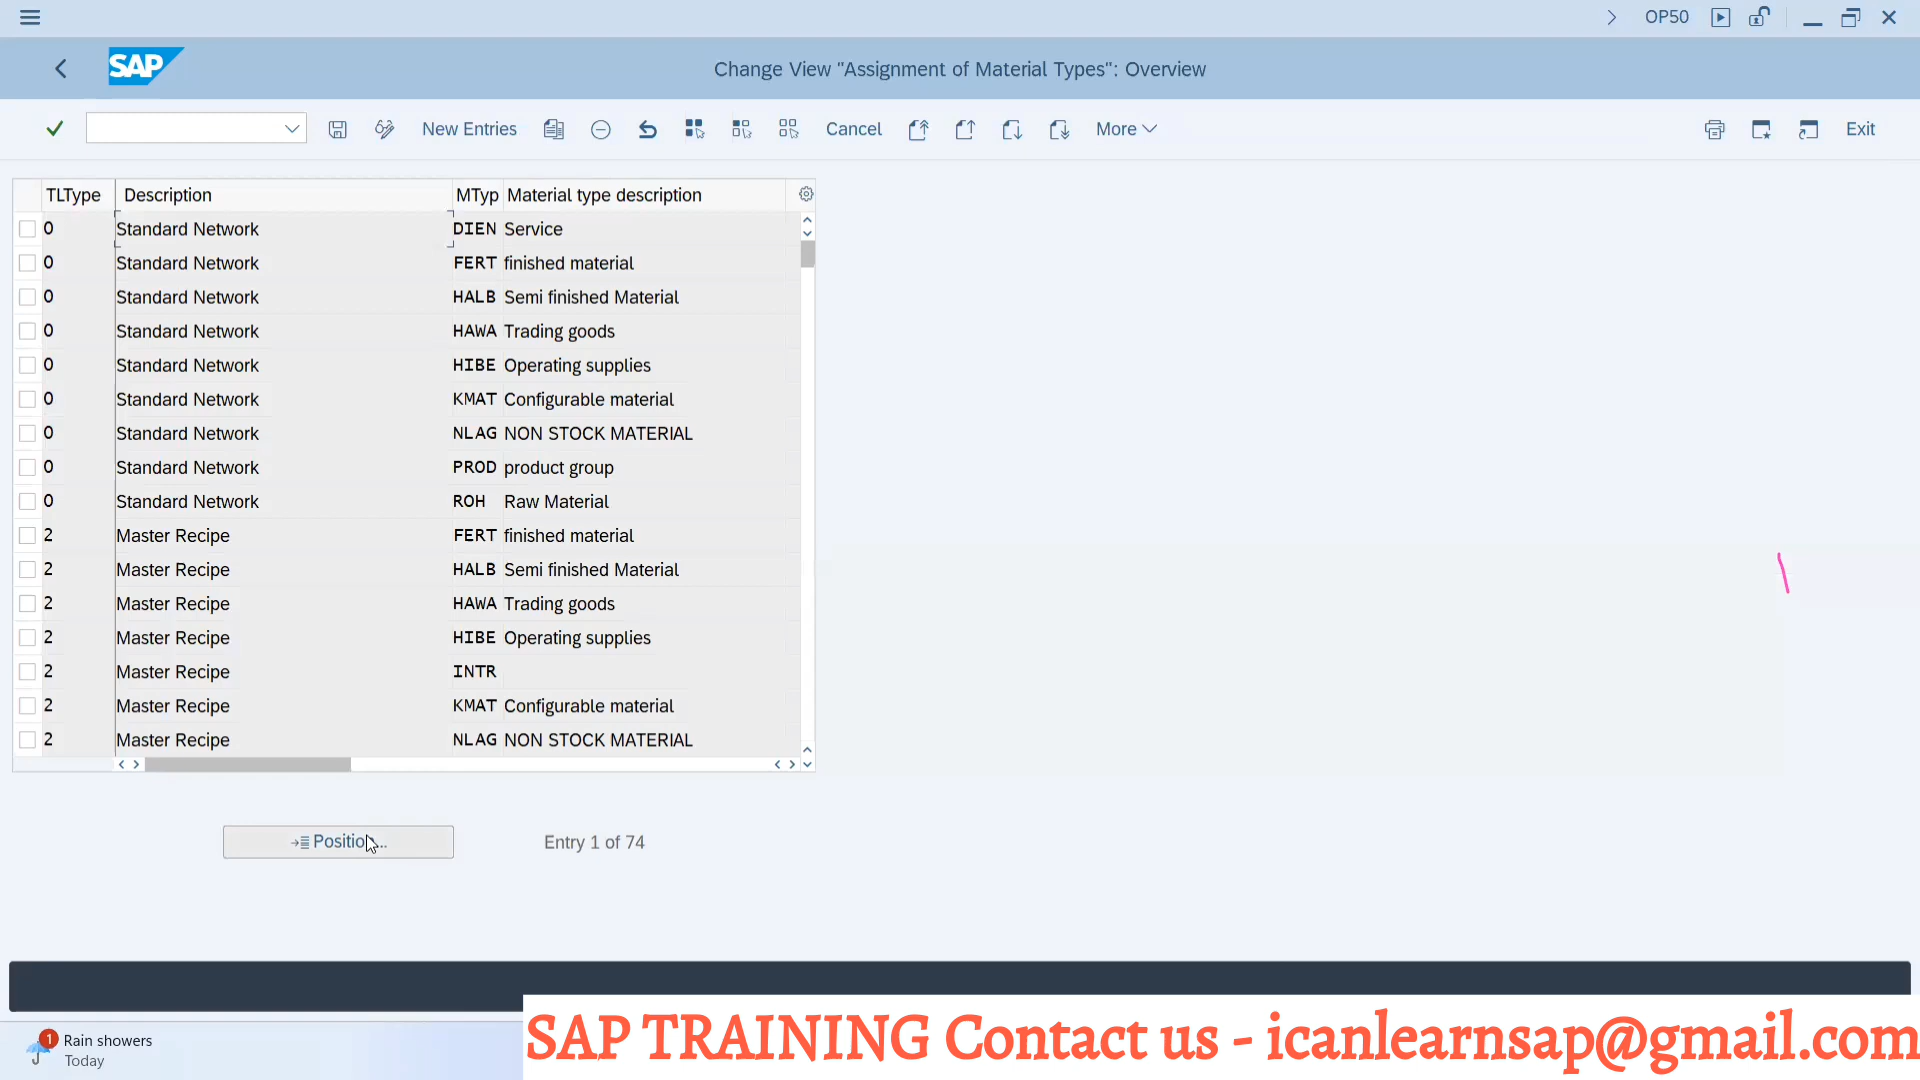 OP50
SAP
Change View "Assignment of Material Types": Overview
New Entries
Cancel
More
Exit
TLType Description MTyp Material type description
0 Standard Network DIEN Service
0 Standard Network FERT finished material
0 Standard Network HALB Semi finished Material
0 Standard Network HAWA Trading goods
0 Standard Network HIBE Operating supplies
0 Standard Network KMAT Configurable material
0 Standard Network NLAG NON STOCK MATERIAL
0 Standard Network PROD product group
0 Standard Network ROH Raw Material
2 Master Recipe FERT finished material
2 Master Recipe HALB Semi finished Material
2 Master Recipe HAWA Trading goods
2 Master Recipe HIBE Operating supplies
2 Master Recipe INTR
2 Master Recipe KMAT Configurable material
2 Master Recipe NLAG NON STOCK MATERIAL
Position... Entry 1 of 74
1
Rain showers
Today
SAP TRAINING Contact us - icanlearnsap@gmail.com